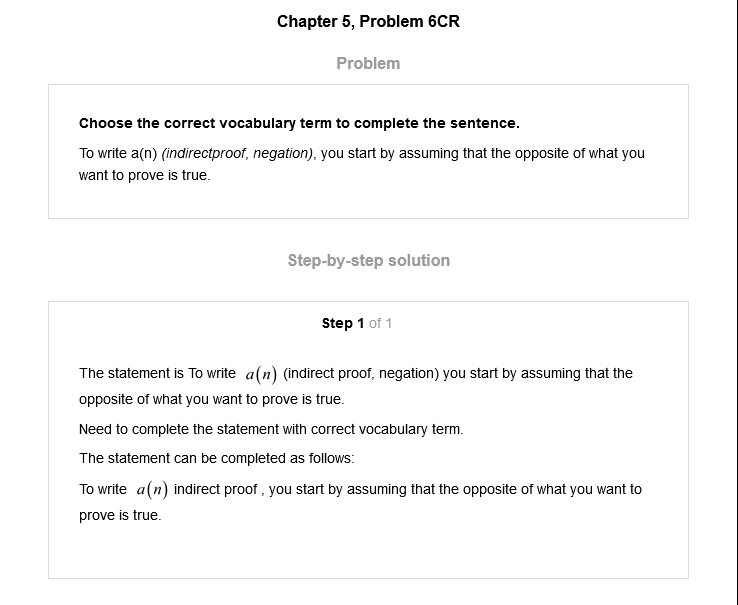 Chapter 5, Problem 6CR
Problem
Choose the correct vocabulary term to complete the sentence.
To write a(n) (indirectproof, negation), you start by assuming that the opposite of what you
want to prove is true.
Step-by-step solution
Step 1 of 1
The statement is To write a(n) (indirect proof, negation) you start by assuming that the
opposite of what you want to prove is true.
Need to complete the statement with correct vocabulary term.
The statement can be completed as follows:
To write a(n) indirect proof , you start by assuming that the opposite of what you want to
prove is true.